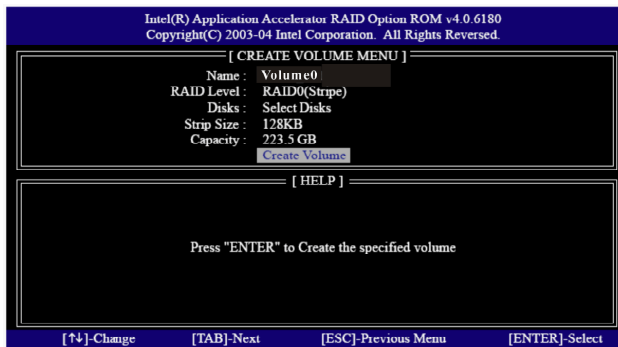 Intel(R) Application Accelerator RAID Option ROM v4.0.6180
Copyright(C) 2003-04 Intel Corporation. All Rights Reversed.
[ CREATE VOLUME MENU ]
Name : Volume0
RAID Level : RAID0(Stripe)
Disks : Select Disks
Strip Size : 128KB
Capacity : 223.5 GB
Create Volume
[ HELP ]
Press "ENTER" to Create the specified volume
[↑↓]-Change [TAB]-Next [ESC]-Previous Menu [ENTER]-Select